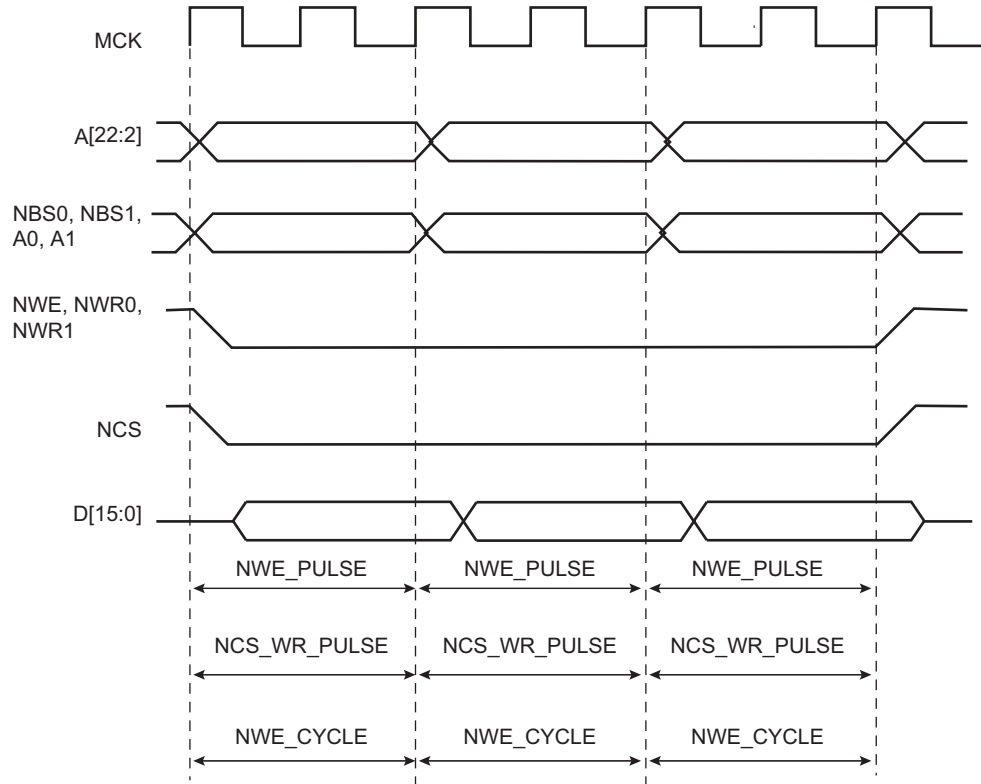 MCK
A[22:2]
NBS0, NBS1,
A0, A1
NWE, NWR0,
NWR1
NCS
D[15:0]
NWE_PULSE NWE_PULSE NWE_PULSE
NCS_WR_PULSE NCS_WR_PULSE NCS_WR_PULSE
NWE_CYCLE NWE_CYCLE NWE_CYCLE